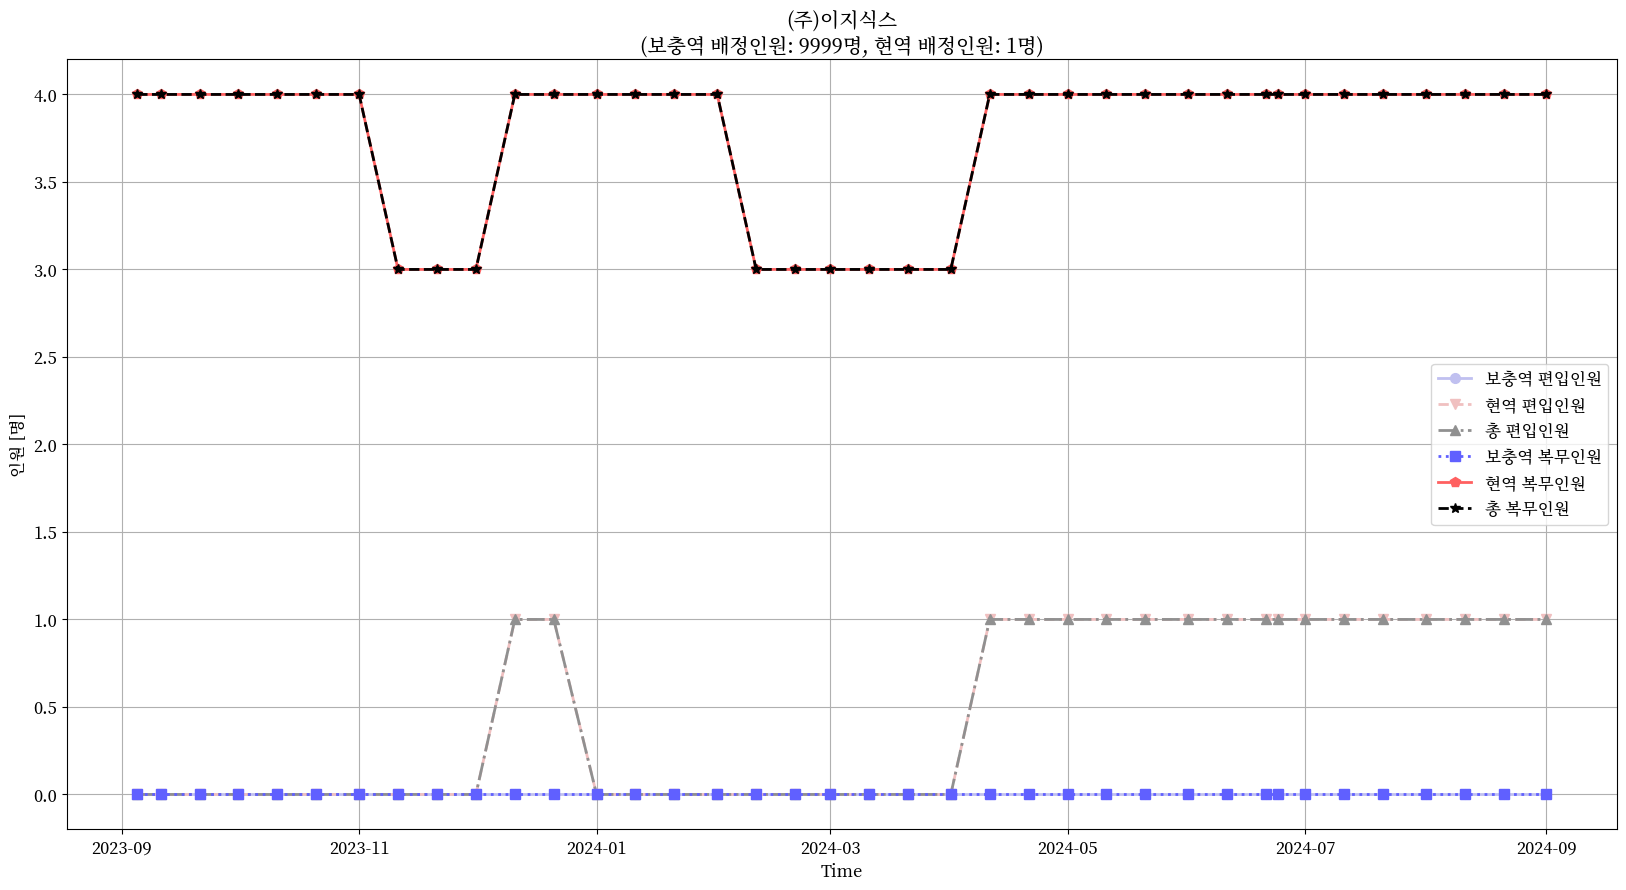 (주)이지식스
(보충역 배정인원: 9999명, 현역 배정인원: 1명)
4.0
3.5
3.0
2.5
2.0
1.5
1.0
0.5
0.0
인원 [명]
보충역 편입인원
현역 편입인원
총 편입인원
보충역 복무인원
현역 복무인원
총 복무인원
2023-09
2023-11
2024-01
2024-03
2024-05
2024-07
2024-09
Time